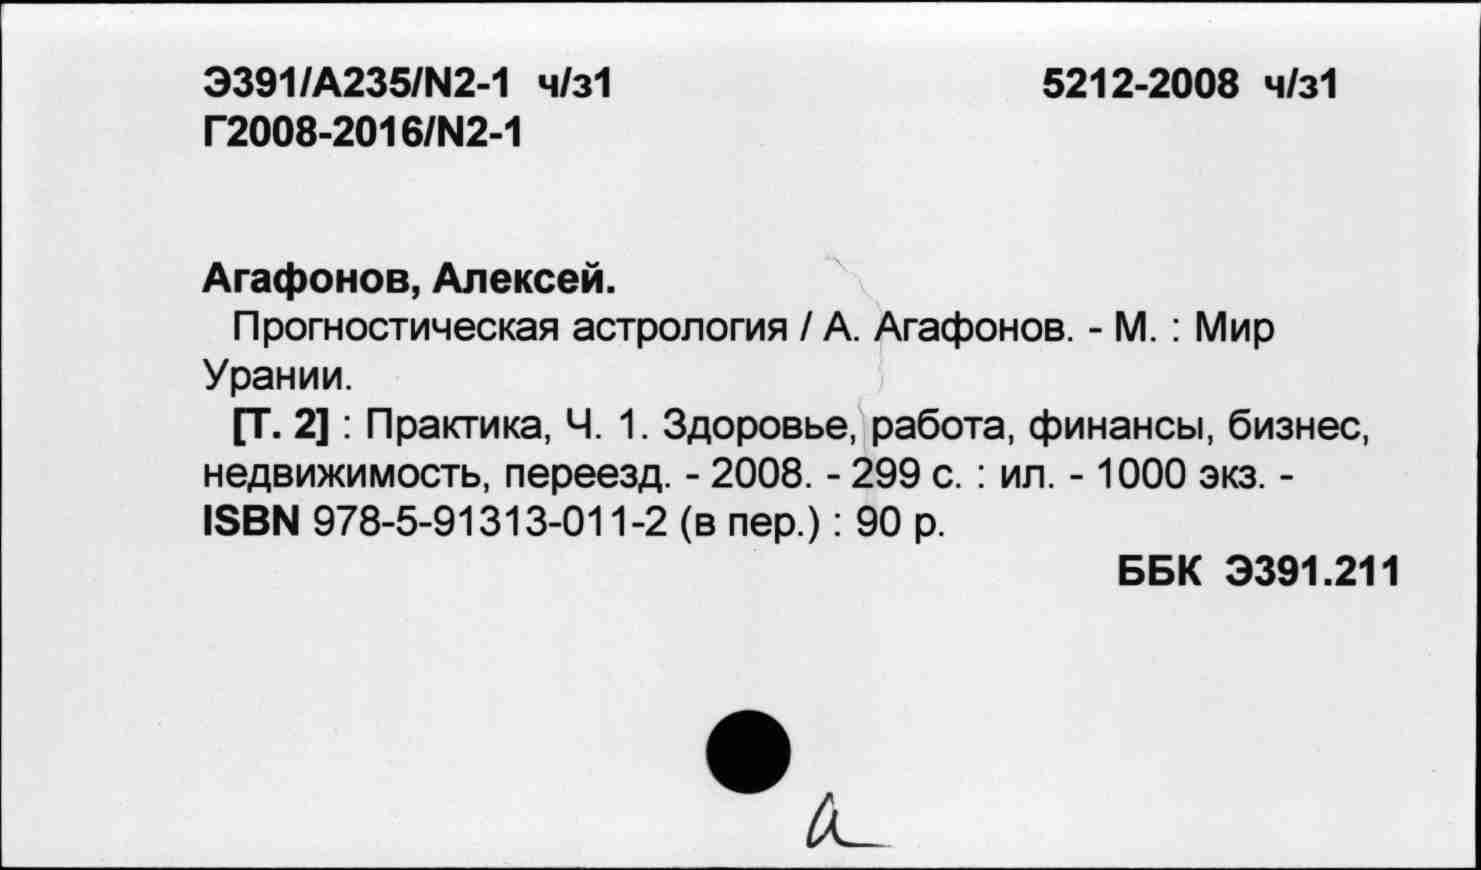 Э391/А235/N2-1 ч/з1
5212-2008 ч/з1
Г2008-2016/N2-1
Агафонов, Алексей.
Прогностическая астрология / А. Агафонов. - М. : Мир
Урании.
[Т. 2] : Практика, Ч. 1. Здоровье, работа, финансы, бизнес,
недвижимость, переезд. - 2008. - 299 с. : ил. - 1000 экз. -
ISBN 978-5-91313-011-2 (в пер.) : 90 р.
ББК Э391.211
а